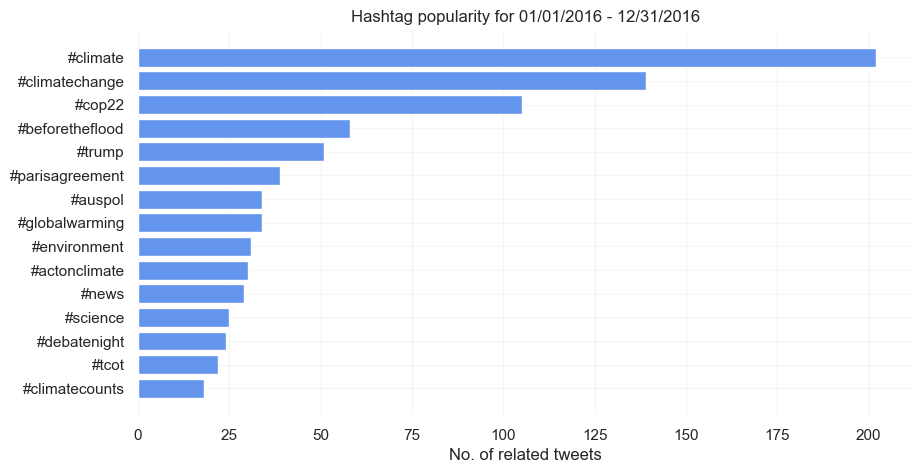 Hashtag popularity for 01/01/2016 - 12/31/2016
#climate
#climatechange
#cop22
#beforetheflood
#trump
#parisagreement
#auspol
#globalwarming
#environment
#actonclimate
#news
#science
#debatenight
#tcot
#climatecounts
0 25 50 75 100 125 150 175 200
No. of related tweets